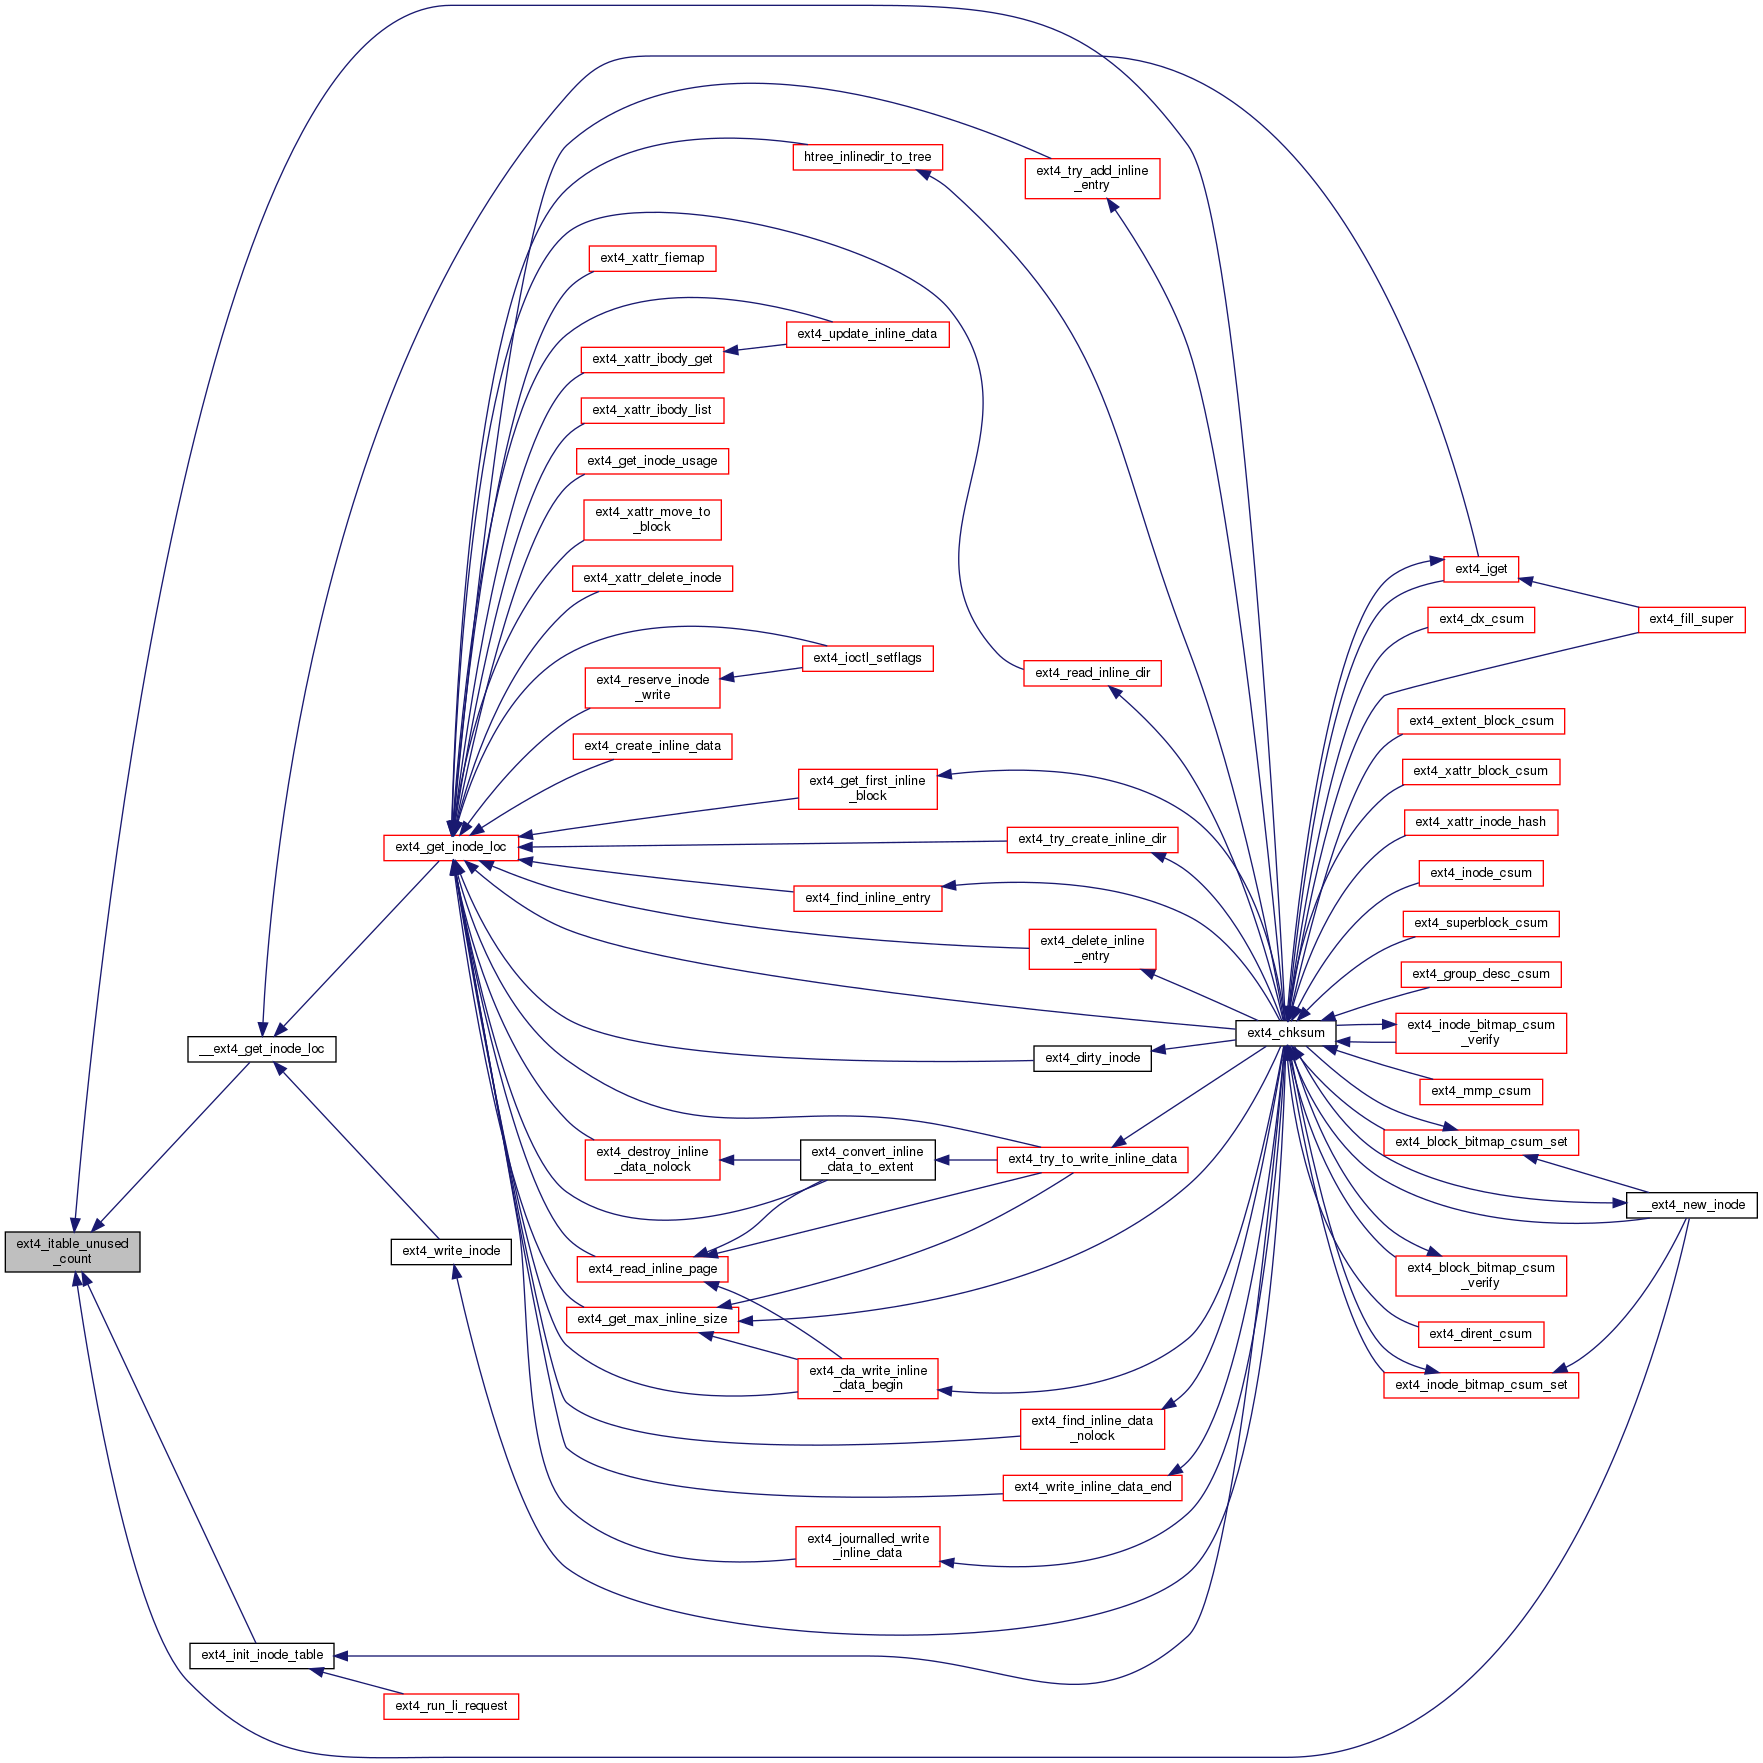 htree_inlinedir_to_tree
ext4_try_add_inline
_entry
ext4_xattr_fiemap
ext4_update_inline_data
ext4_xattr_ibody_get
ext4_xattr_ibody_list
ext4_get_inode_usage
ext4_xattr_move_to
_block
ext4_xattr_delete_inode
ext4_iget
ext4_dx_csum
ext4_fill_super
ext4_ioctl_setflags
ext4_reserve_inode
_write
ext4_read_inline_dir
ext4_extent_block_csum
ext4_create_inline_data
ext4_xattr_block_csum
ext4_get_first_inline
_block
ext4_xattr_inode_hash
ext4_get_inode_loc
ext4_try_create_inline_dir
ext4_inode_csum
ext4_find_inline_entry
ext4_superblock_csum
ext4_delete_inline
_entry
ext4_group_desc_csum
ext4_chksum
ext4_inode_bitmap_csum
_verify
__ext4_get_inode_loc
ext4_dirty_inode
ext4_mmp_csum
ext4_block_bitmap_csum_set
ext4_destroy_inline
_data_nolock
ext4_convert_inline
_data_to_extent
ext4_try_to_write_inline_data
__ext4_new_inode
ext4_itable_unused
_count
ext4_write_inode
ext4_read_inline_page
ext4_block_bitmap_csum
_verify
ext4_get_max_inline_size
ext4_dirent_csum
ext4_da_write_inline
_data_begin
ext4_inode_bitmap_csum_set
ext4_find_inline_data
_nolock
ext4_write_inline_data_end
ext4_journalled_write
_inline_data
ext4_init_inode_table
ext4_run_li_request